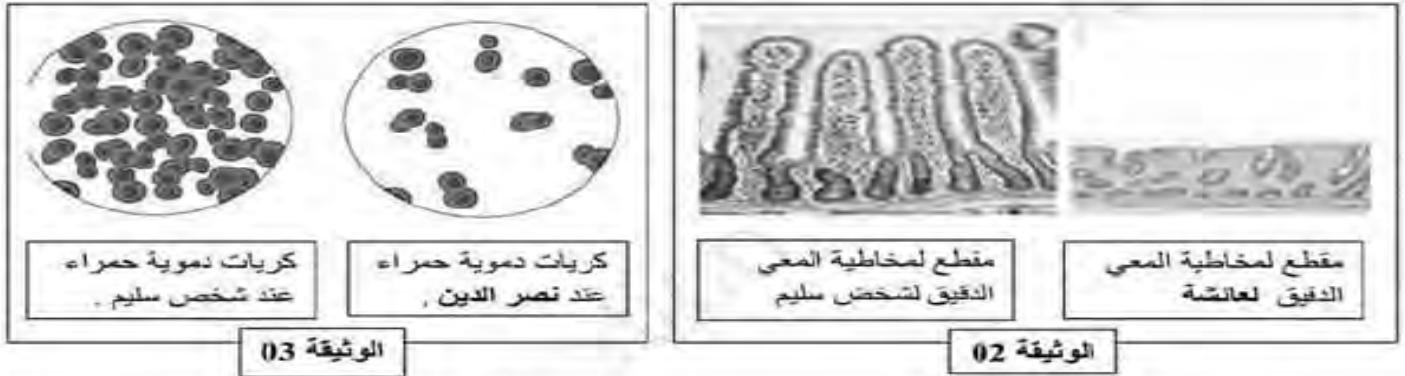 مقطع لمخاطية المعي
الدقيق لعائشة
مقطع لمخاطية المعي
الدقيق لشخص سليم
الوثيقة 02
كريات دموية حمراء
عند نصر الدين .
كريات دموية حمراء
عند شخص سليم .
الوثيقة 03